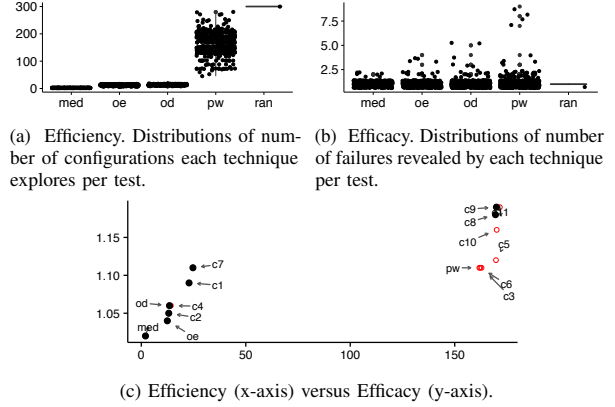 300
200
100
0
med oe od pw ran
7.5
5.0
2.5
med oe od pw ran
(a) Efficiency. Distributions of num-
ber of configurations each technique
explores per test.
(b) Efficacy. Distributions of number
of failures revealed by each technique
per test.
1.15
1.10
1.05
c7
c1
od c4
c2
med
oe
c9
1
c8
c10
c5
pw
c6
c3
0 50 100 150
(c) Efficiency (x-axis) versus Efficacy (y-axis).